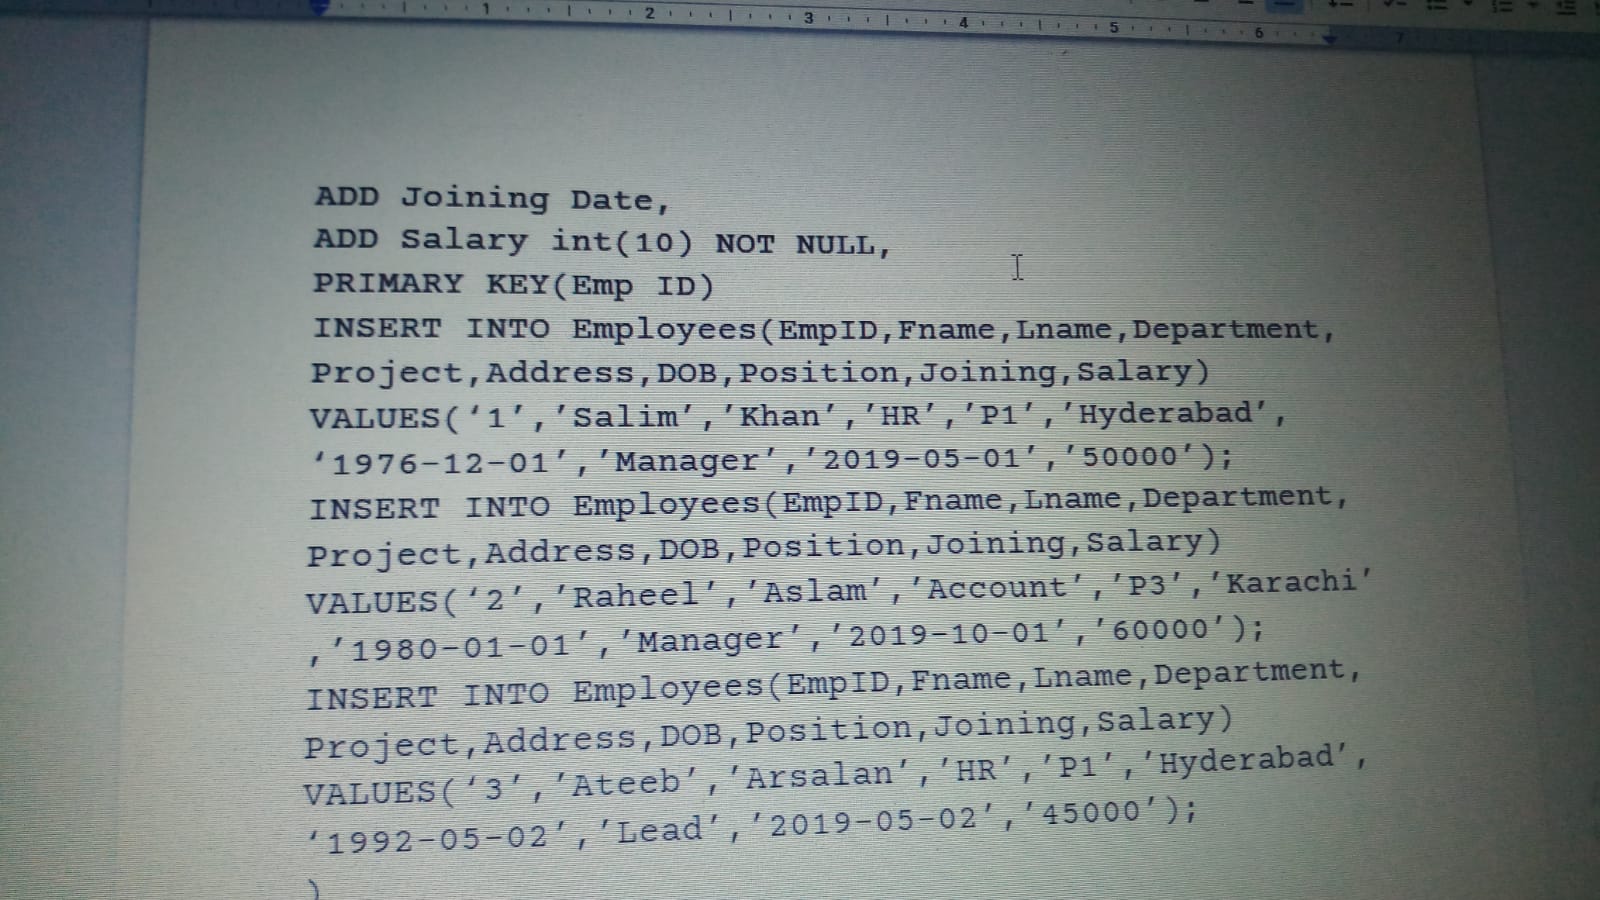 1 2 3 4 5 6 7
ADD Joining Date,
ADD Salary int(10) NOT NULL,
PRIMARY KEY(Emp ID)
INSERT INTO Employees(EmpID,Fname,Lname,Department,
Project,Address,DOB,Position,Joining,Salary)
VALUES(‘1’,’Salim’,’Khan’,’HR’,’P1’,’Hyderabad’,
‘1976-12-01’,’Manager’,’2019-05-01’,’50000’);
INSERT INTO Employees(EmpID,Fname,Lname,Department,
Project,Address,DOB,Position,Joining,Salary)
VALUES(‘2’,’Raheel’,’Aslam’,’Account’,’P3’,’Karachi’
,’1980-01-01’,’Manager’,’2019-10-01’,’60000’);
INSERT INTO Employees(EmpID,Fname,Lname,Department,
Project,Address,DOB,Position,Joining,Salary)
VALUES(‘3’,’Ateeb’,’Arsalan’,’HR’,’P1’,’Hyderabad’,
‘1992-05-02’,’Lead’,’2019-05-02’,’45000’);
)